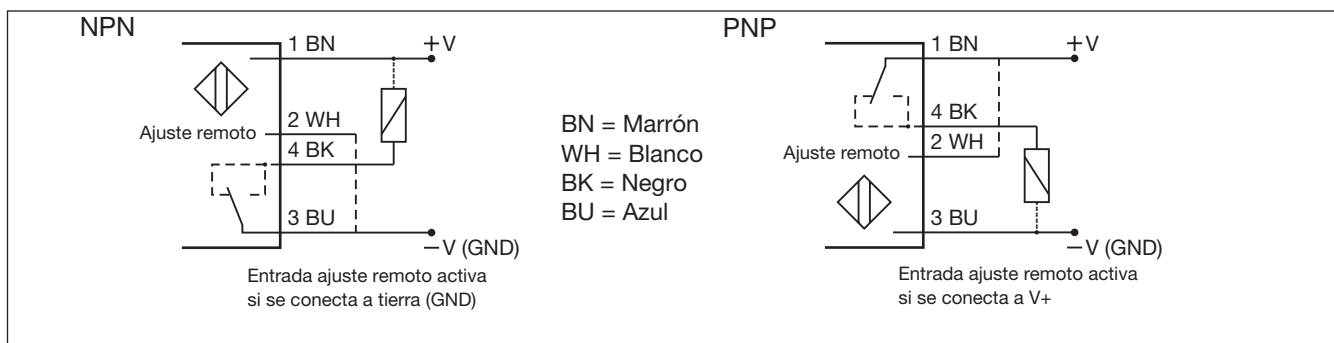 NPN
1 BN
+V
2 WH
Ajuste remoto
4 BK
3 BU
–V (GND)
Entrada ajuste remoto activa
si se conecta a tierra (GND)
BN = Marrón
WH = Blanco
BK = Negro
BU = Azul
PNP
1 BN
+V
4 BK
Ajuste remoto
2 WH
3 BU
–V (GND)
Entrada ajuste remoto activa
si se conecta a V+